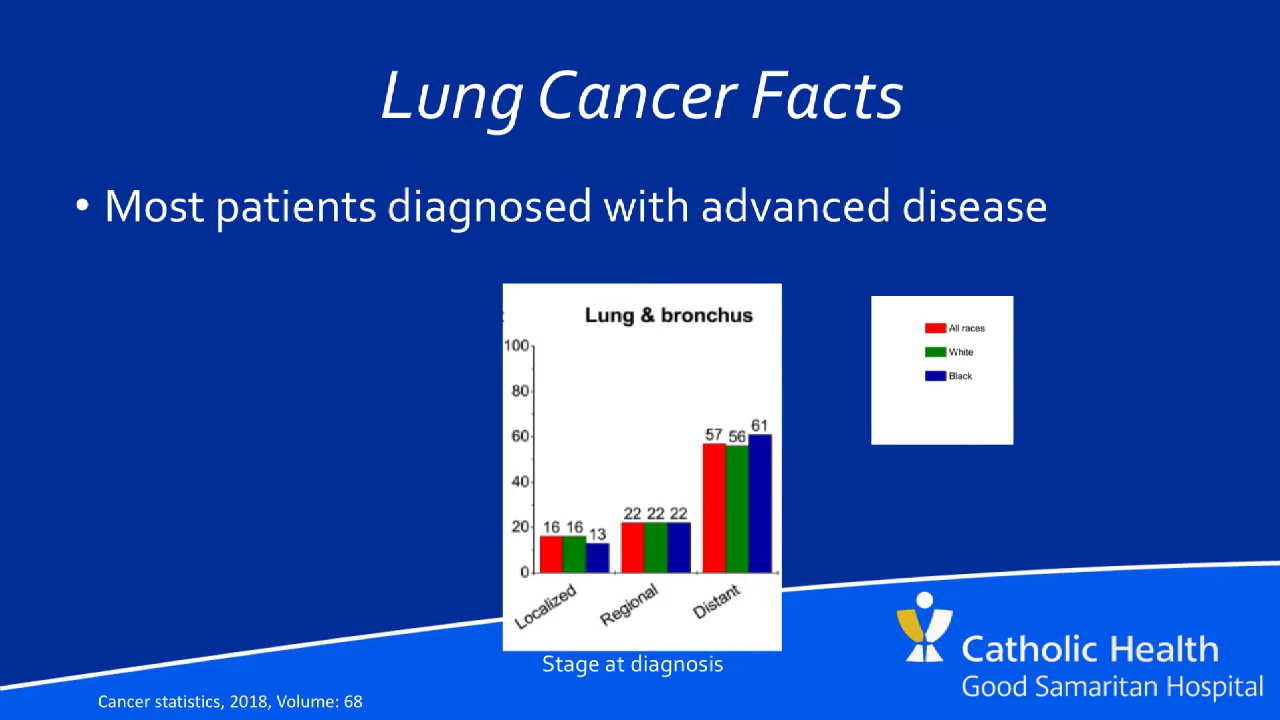 Lung Cancer Facts
• Most patients diagnosed with advanced disease
Lung & bronchus
100
80
60
40
20
0
16 16 13
22 22 22
57 56 61
Localized
Regional
Distant
All races
White
Black
Stage at diagnosis
Catholic Health
Good Samaritan Hospital
Cancer statistics, 2018, Volume: 68